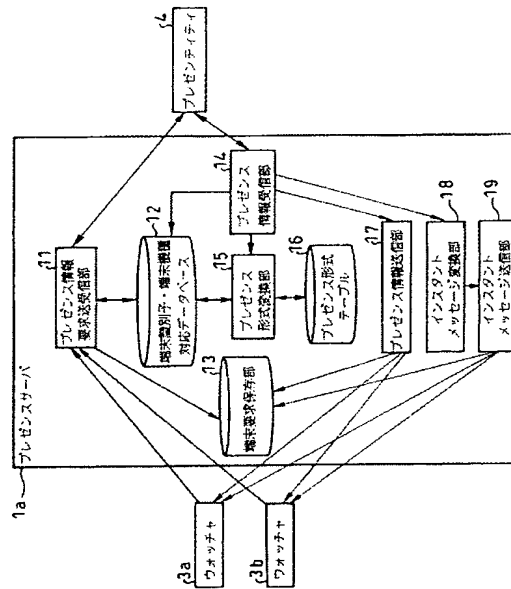 1a
プレゼンスサーバ
11
プレゼンス情報
要求送受信部
12
端末識別子・端末種別
対応データベース
13
端末要求保存部
14
プレゼンス
情報受信部
15
プレゼンス
形式変換部
16
プレゼンス形式
テーブル
17
プレゼンス情報送信部
18
インスタント
メッセージ変換部
19
インスタント
メッセージ送信部
3a
ウォッチャ
3b
ウォッチャ
4
プレゼンティティ